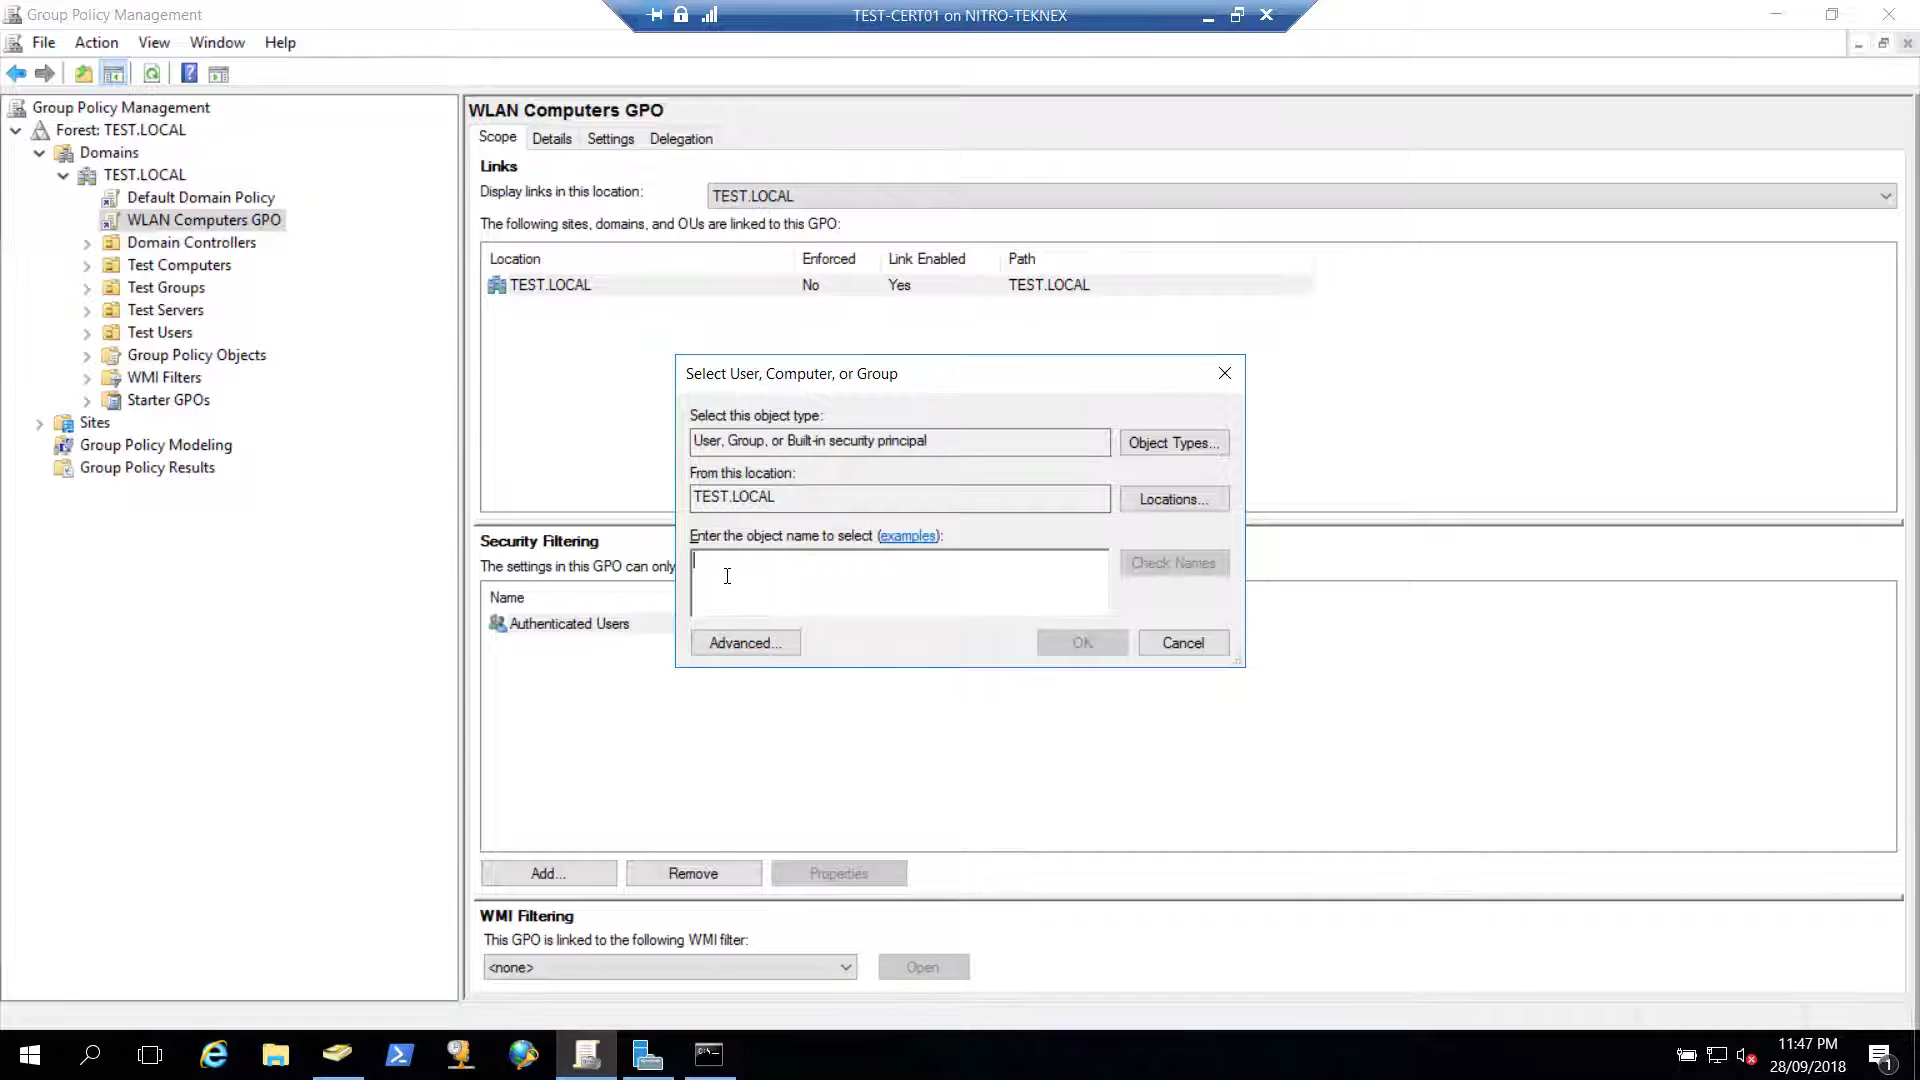 Group Policy Management
TEST-CERT01 on NITRO-TEKNEX
File Action View Window Help
Group Policy Management
Forest: TEST.LOCAL
Domains
TEST.LOCAL
Default Domain Policy
WLAN Computers GPO
Domain Controllers
Test Computers
Test Groups
Test Servers
Test Users
Group Policy Objects
WMI Filters
Starter GPOs
Sites
Group Policy Modeling
Group Policy Results
WLAN Computers GPO
Scope Details Settings Delegation
Links
Display links in this location: TEST.LOCAL
The following sites, domains, and OUs are linked to this GPO:
Location Enforced Link Enabled Path
TEST.LOCAL No Yes TEST.LOCAL
Select User, Computer, or Group
Select this object type:
User, Group, or Built-in security principal Object Types...
From this location:
TEST.LOCAL Locations...
Enter the object name to select (examples):
Check Names
Advanced... OK Cancel
Security Filtering
The settings in this GPO can only
Name
Authenticated Users
Add... Remove Properties
WMI Filtering
This GPO is linked to the following WMI filter:
<none> Open
11:47 PM
28/09/2018
1